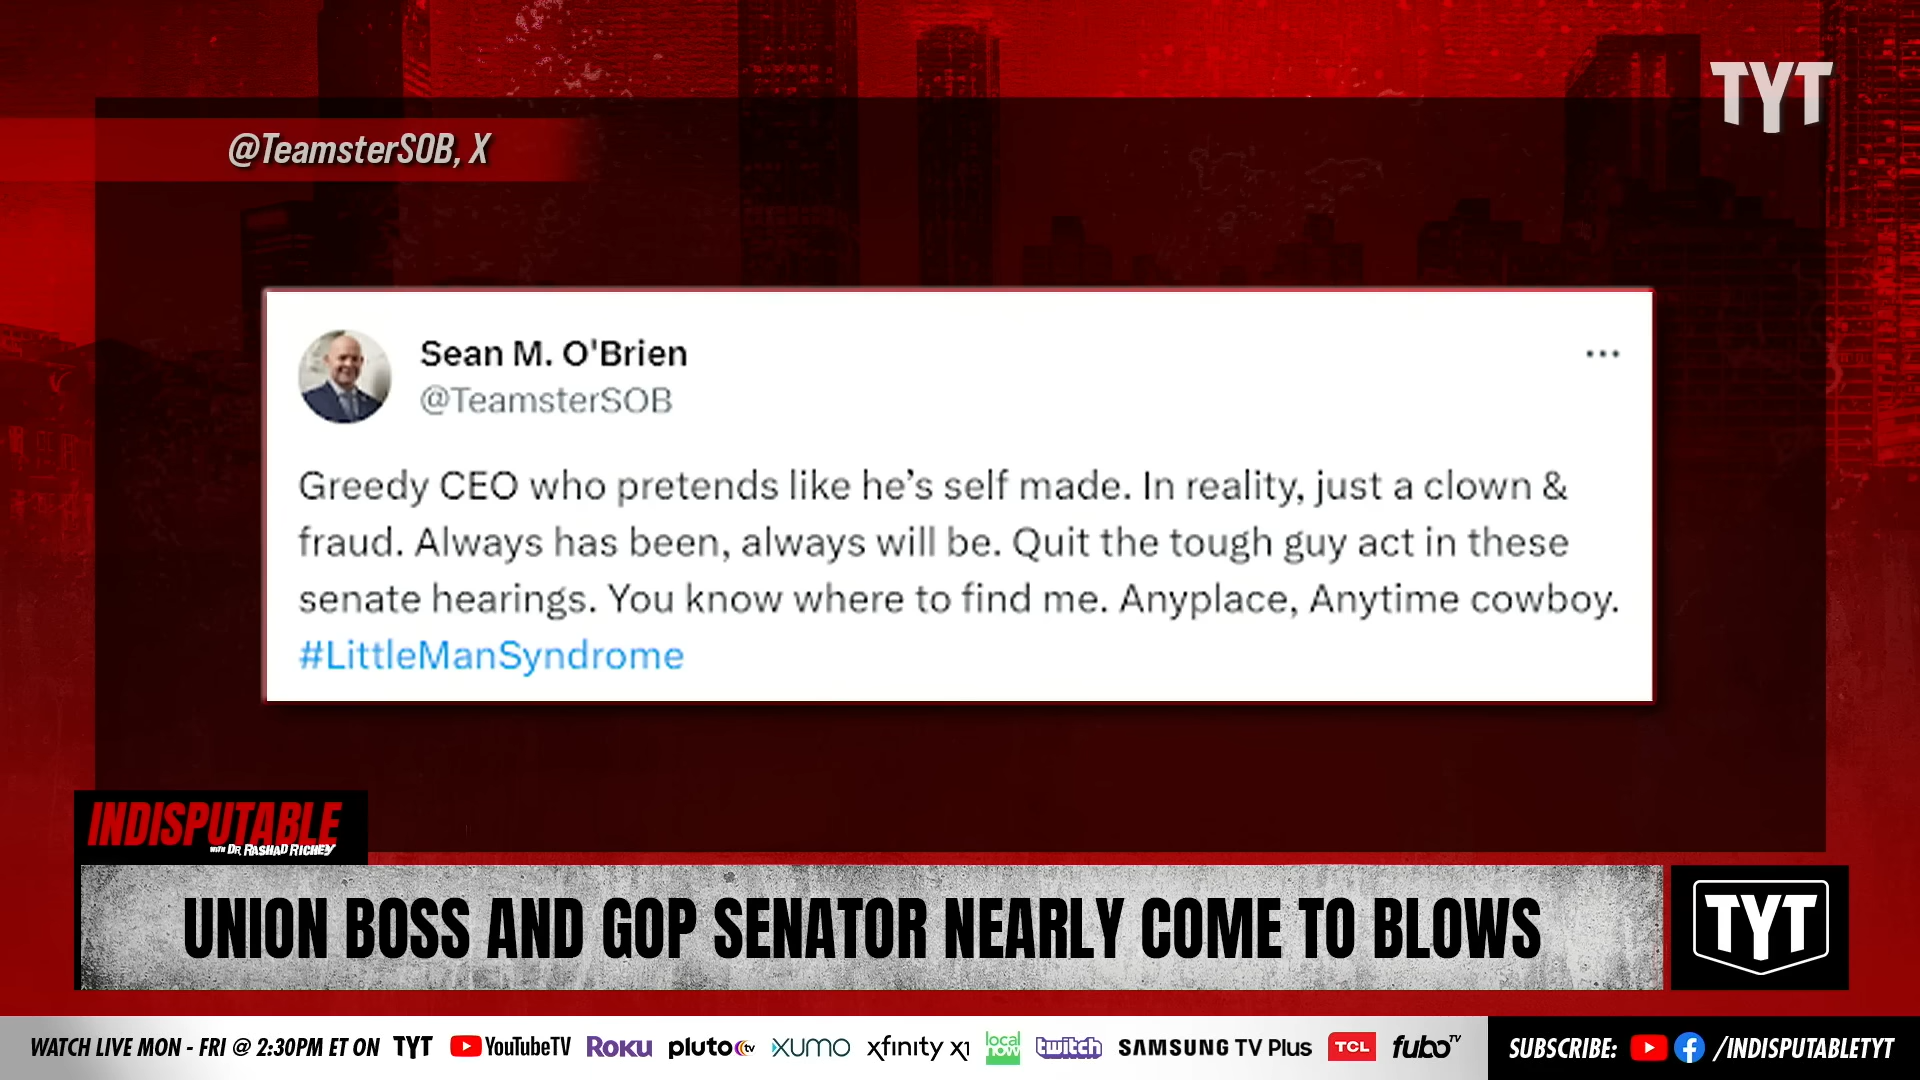 TYT
@TeamsterSOB, X
Sean M. O'Brien
@TeamsterSOB
Greedy CEO who pretends like he’s self made. In reality, just a clown &
fraud. Always has been, always will be. Quit the tough guy act in these
senate hearings. You know where to find me. Anyplace, Anytime cowboy.
#LittleManSyndrome
INDISPUTABLE
WITH DR. RASHAD RICHEY
UNION BOSS AND GOP SENATOR NEARLY COME TO BLOWS
TYT
WATCH LIVE MON - FRI @ 2:30PM ET ON TYT YouTubeTV ROKU pluto tv XUMO xfinity x1 local now twitch SAMSUNG TV Plus TCL fubo TV SUBSCRIBE: /INDISPUTABLETYT